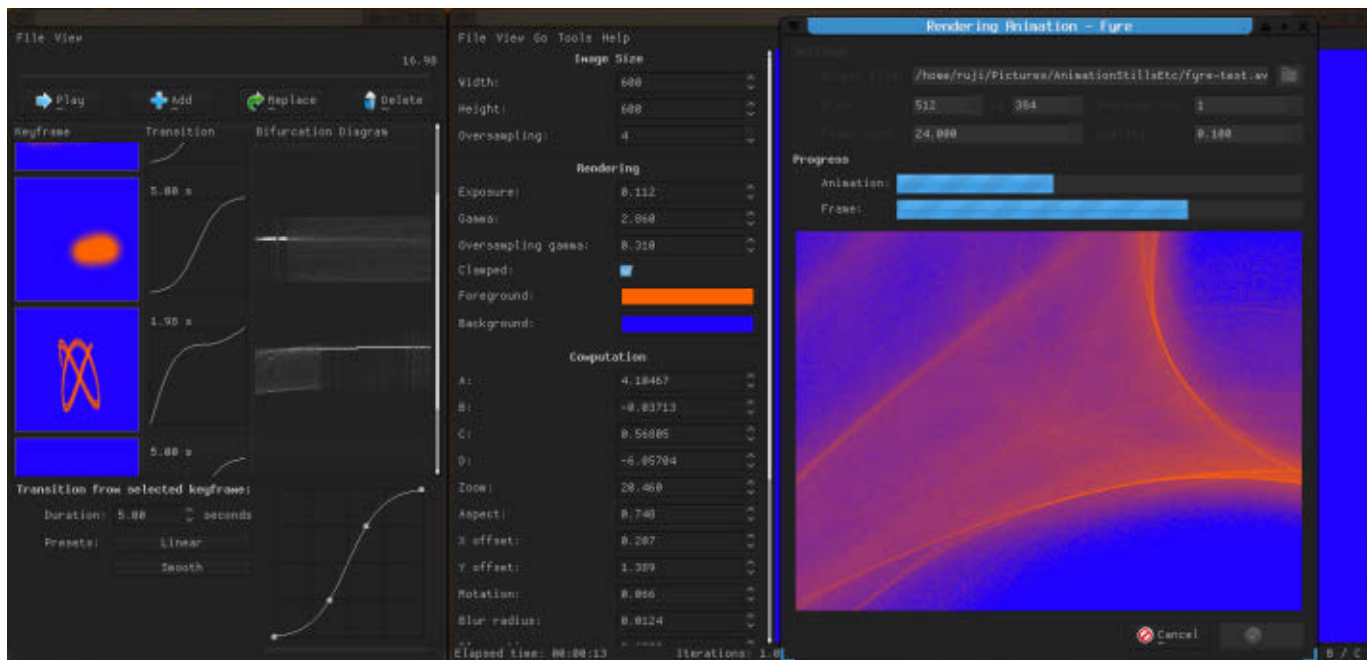 File View
16.98
Play Add Replace Delete
Keyframe Transition Bifurcation Diagram
5.00 s
1.95 s
5.00 s
Transition from selected keyframe:
Duration: 5.00 seconds
Presets: Linear
Smooth
File View Go Tools Help
Image Size
Width: 600
Height: 600
Oversampling: 4
Rendering
Exposure: 0.112
Gamma: 2.860
Oversampling gamma: 0.310
Clamped:
Foreground:
Background:
Computation
A: 4.10467
B: -0.03713
C: 0.56805
D: -6.05704
Zoom: 20.460
Aspect: 0.748
X offset: 0.207
Y offset: 1.389
Rotation: 0.066
Blur radius: 0.0124
Elapsed time: 00:00:13 Iterations: 1.0
Rendering Animation - Fyre
/home/ruji/Pictures/AnimationStillsEtc/fyre-test.av
512 384 1
24.000 0.100
Progress
Animation:
Frame:
Cancel
B / C